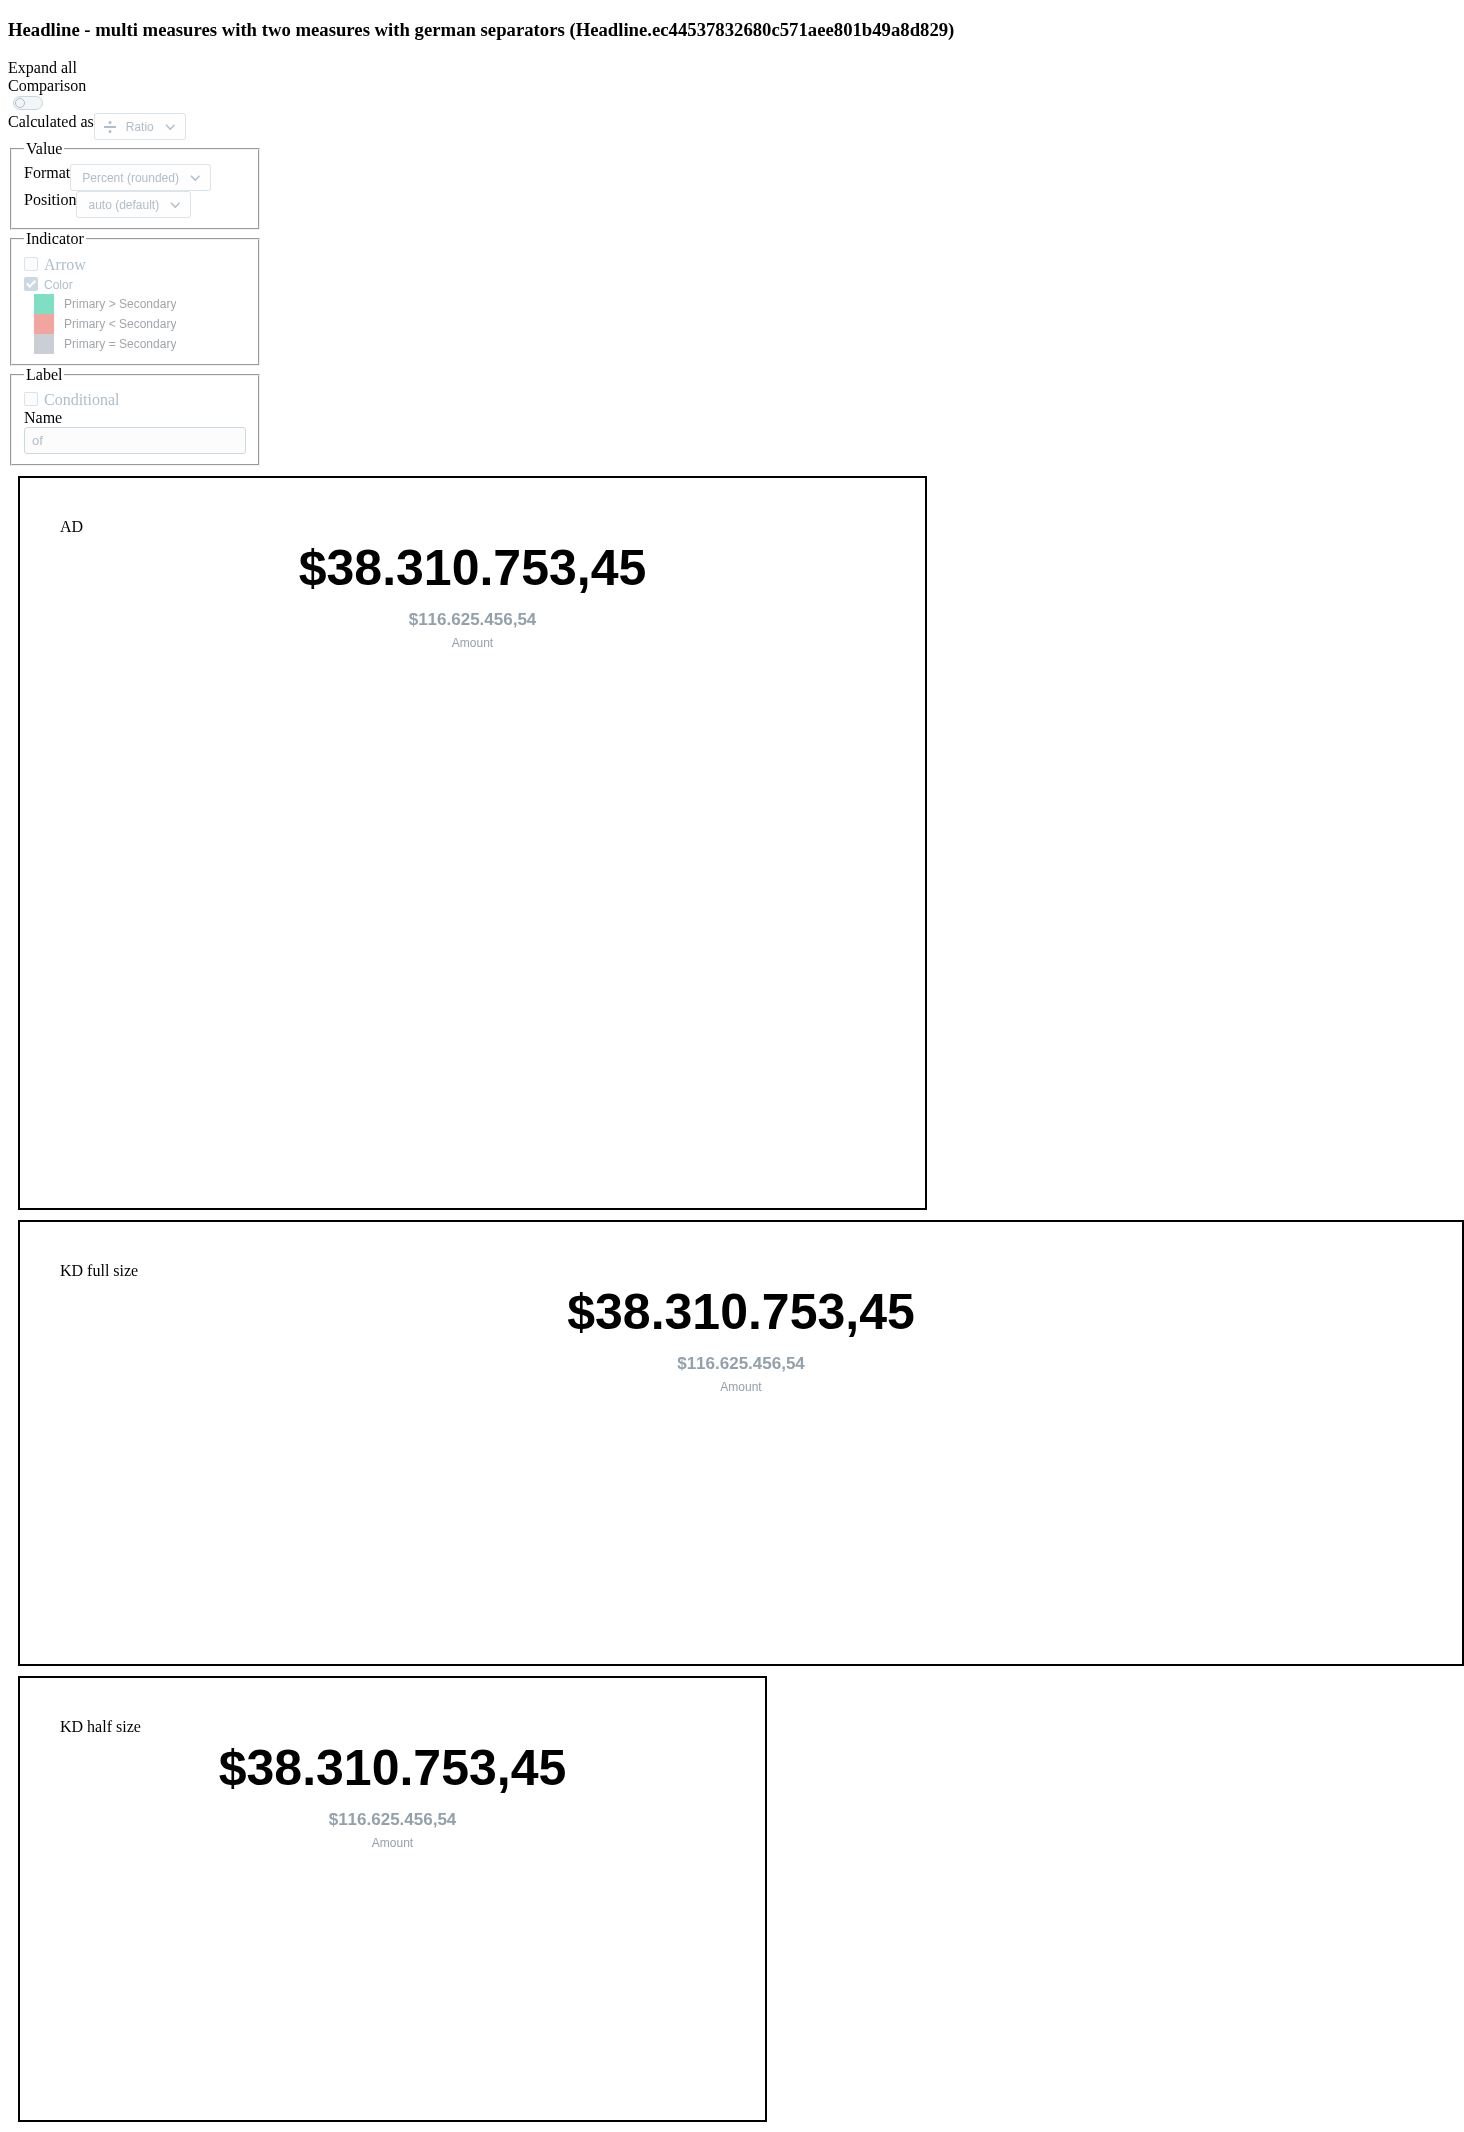 Headline - multi measures with two measures with german separators (Headline.ec44537832680c571aee801b49a8d829)
Expand all
Comparison
Calculated as Ratio
Value
Format Percent (rounded)
Position auto (default)
Indicator
Arrow
Color
Primary > Secondary
Primary < Secondary
Primary = Secondary
Label
Conditional
Name
of
AD
$38.310.753,45
$116.625.456,54
Amount
KD full size
$38.310.753,45
$116.625.456,54
Amount
KD half size
$38.310.753,45
$116.625.456,54
Amount